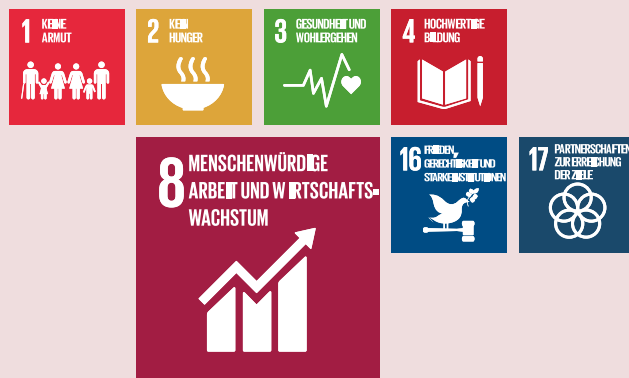 1 KEINE
ARMUT
2 KEIN
HUNGER
3 GESUNDHEIT UND
WOHLERGEHEN
4 HOCHWERTIGE
BILDUNG
8 MENSCHENWÜRDIGE
ARBEIT UND WIRTSCHAFTS-
WACHSTUM
16 FRIEDEN,
GERECHTIGKEIT UND
STARKE INSTITUTIONEN
17 PARTNERSCHAFTEN
ZUR ERREICHUNG
DER ZIELE